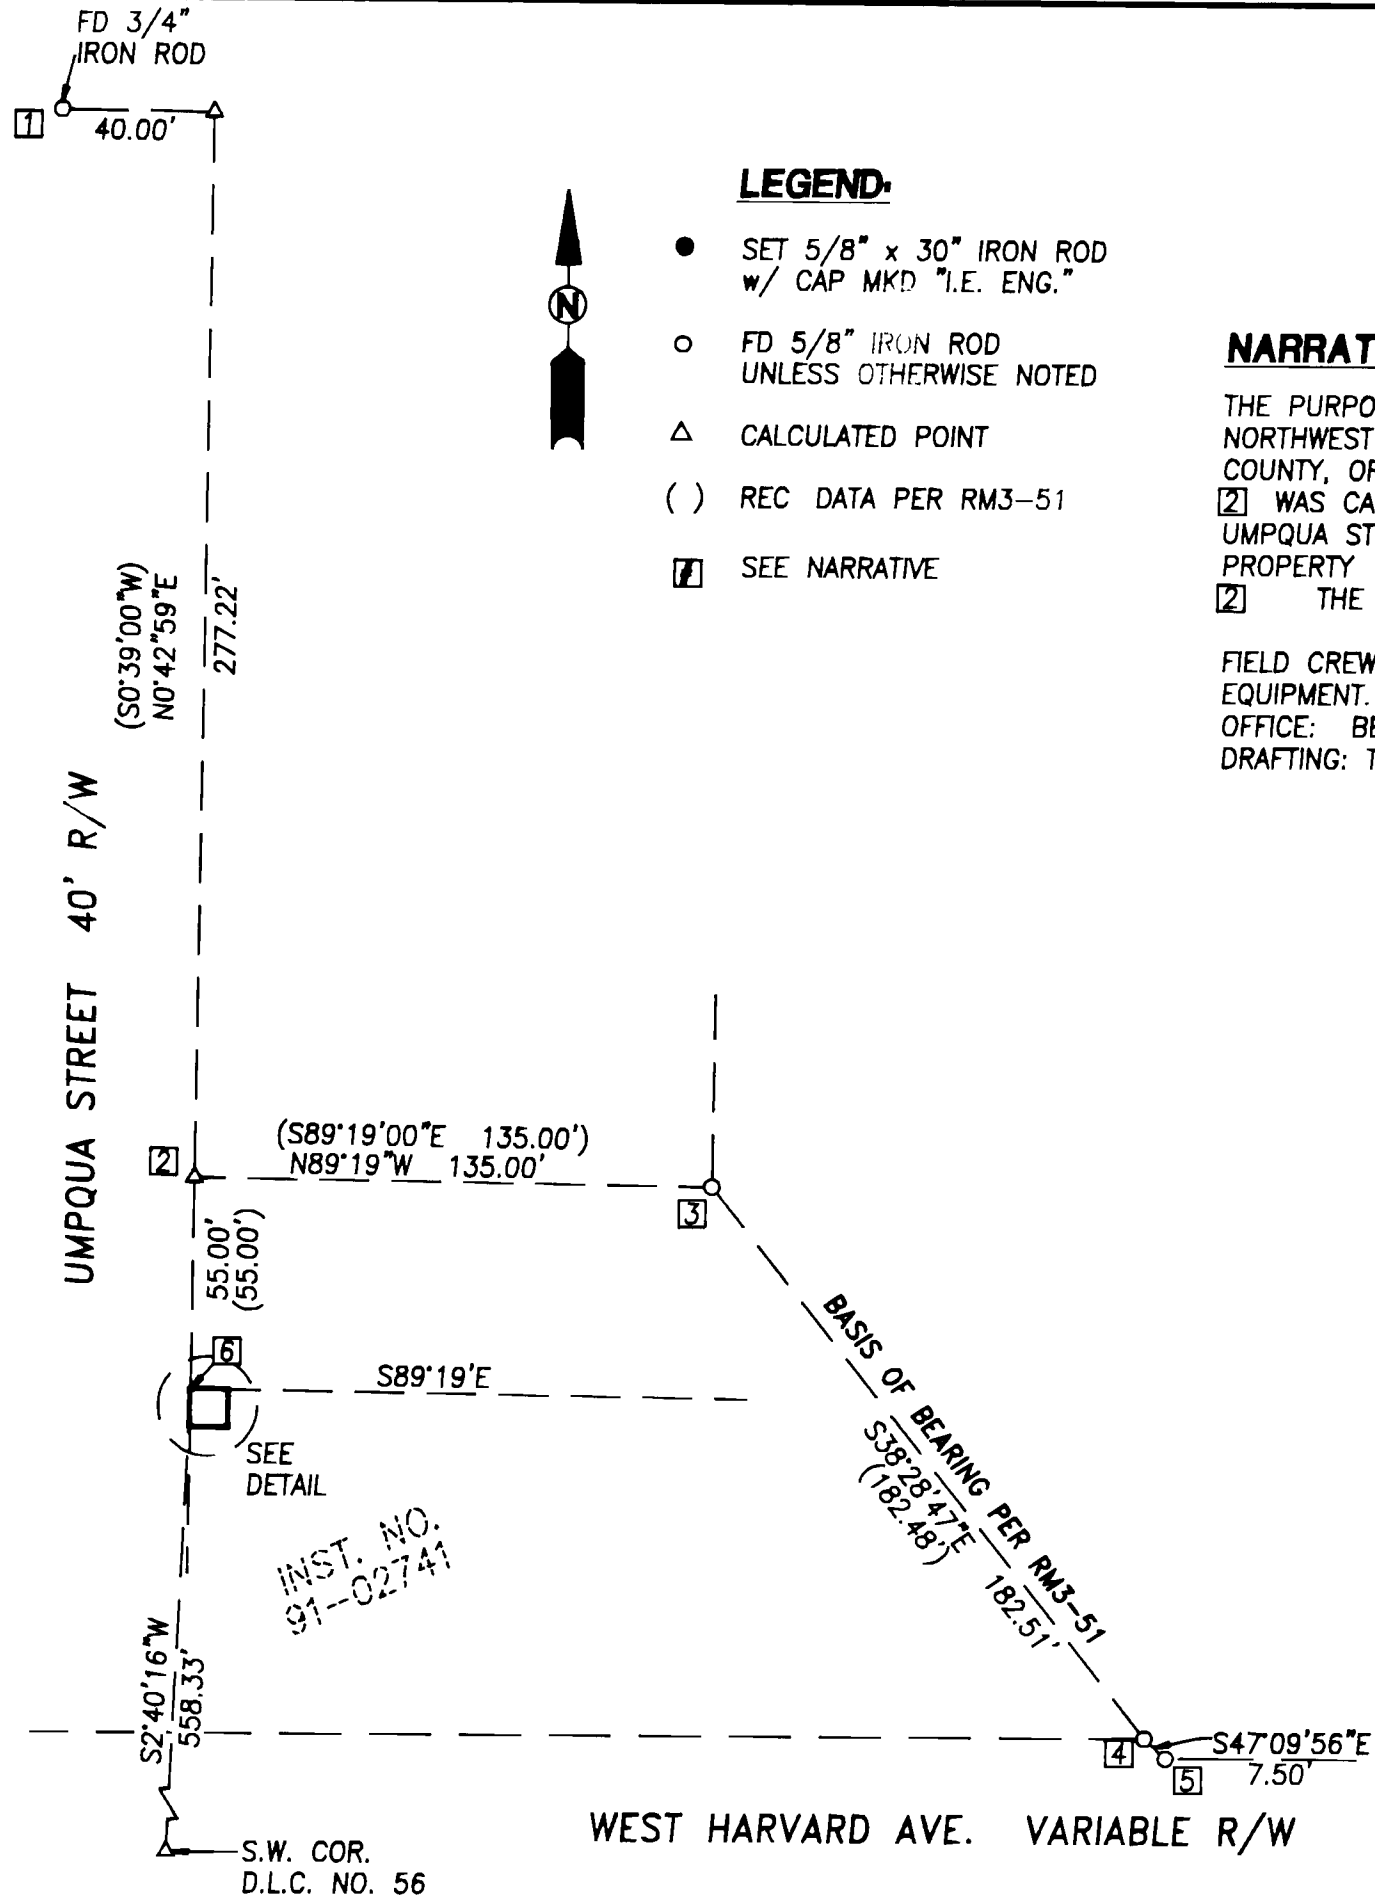 FD 3/4"
IRON ROD
1
40.00'
LEGEND:
SET 5/8" x 30" IRON ROD
w/ CAP MKD "I.E. ENG."
N
FD 5/8" IRON ROD
UNLESS OTHERWISE NOTED
CALCULATED POINT
( ) REC DATA PER RM3-51
# SEE NARRATIVE
NARRAT
THE PURPO
NORTHWEST
COUNTY, OR
2 WAS CA
UMPQUA ST
PROPERTY
2 THE
FIELD CREW
EQUIPMENT.
OFFICE: BE
DRAFTING: T
(S0°39'00"W)
N0°42"59"E
277.22'
UMPQUA STREET 40' R/W
2
(S89°19'00"E 135.00')
N89°19"W 135.00'
3
55.00'
(55.00')
6
S89°19'E
SEE
DETAIL
BASIS OF BEARING PER RM3-51
S38°28'47"E 182.51'
(182.48')
INST. NO.
91-02741
S2°40'16"W
558.33'
4
S47°09'56"E
5
7.50'
WEST HARVARD AVE. VARIABLE R/W
S.W. COR.
D.L.C. NO. 56